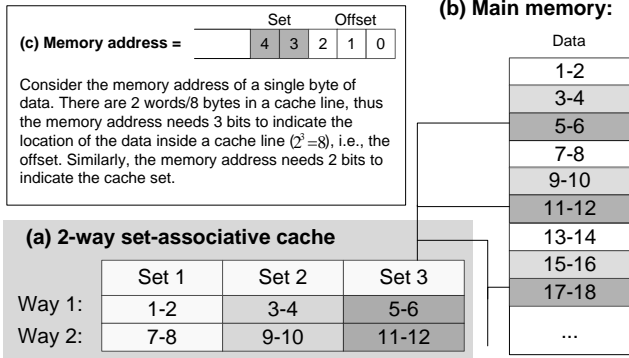 Set Offset
(c) Memory address = 4 3 2 1 0
Consider the memory address of a single byte of
data. There are 2 words/8 bytes in a cache line, thus
the memory address needs 3 bits to indicate the
location of the data inside a cache line (2³=8), i.e., the
offset. Similarly, the memory address needs 2 bits to
indicate the cache set.
(b) Main memory:
Data
1-2
3-4
5-6
7-8
9-10
11-12
13-14
15-16
17-18
...
(a) 2-way set-associative cache
Set 1 Set 2 Set 3
Way 1: 1-2 3-4 5-6
Way 2: 7-8 9-10 11-12